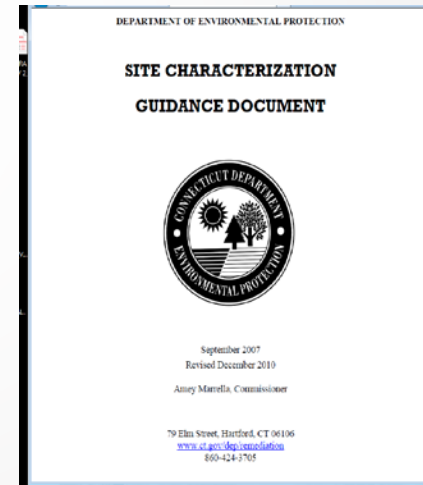 DEPARTMENT OF ENVIRONMENTAL PROTECTION
SITE CHARACTERIZATION
GUIDANCE DOCUMENT
CONNECTICUT DEPARTMENT
ENVIRONMENTAL PROTECTION
September 2007
Revised December 2010
Amey Marrella, Commissioner
79 Elm Street, Hartford, CT 06106
www.ct.gov/dep/remediation
860-424-3705